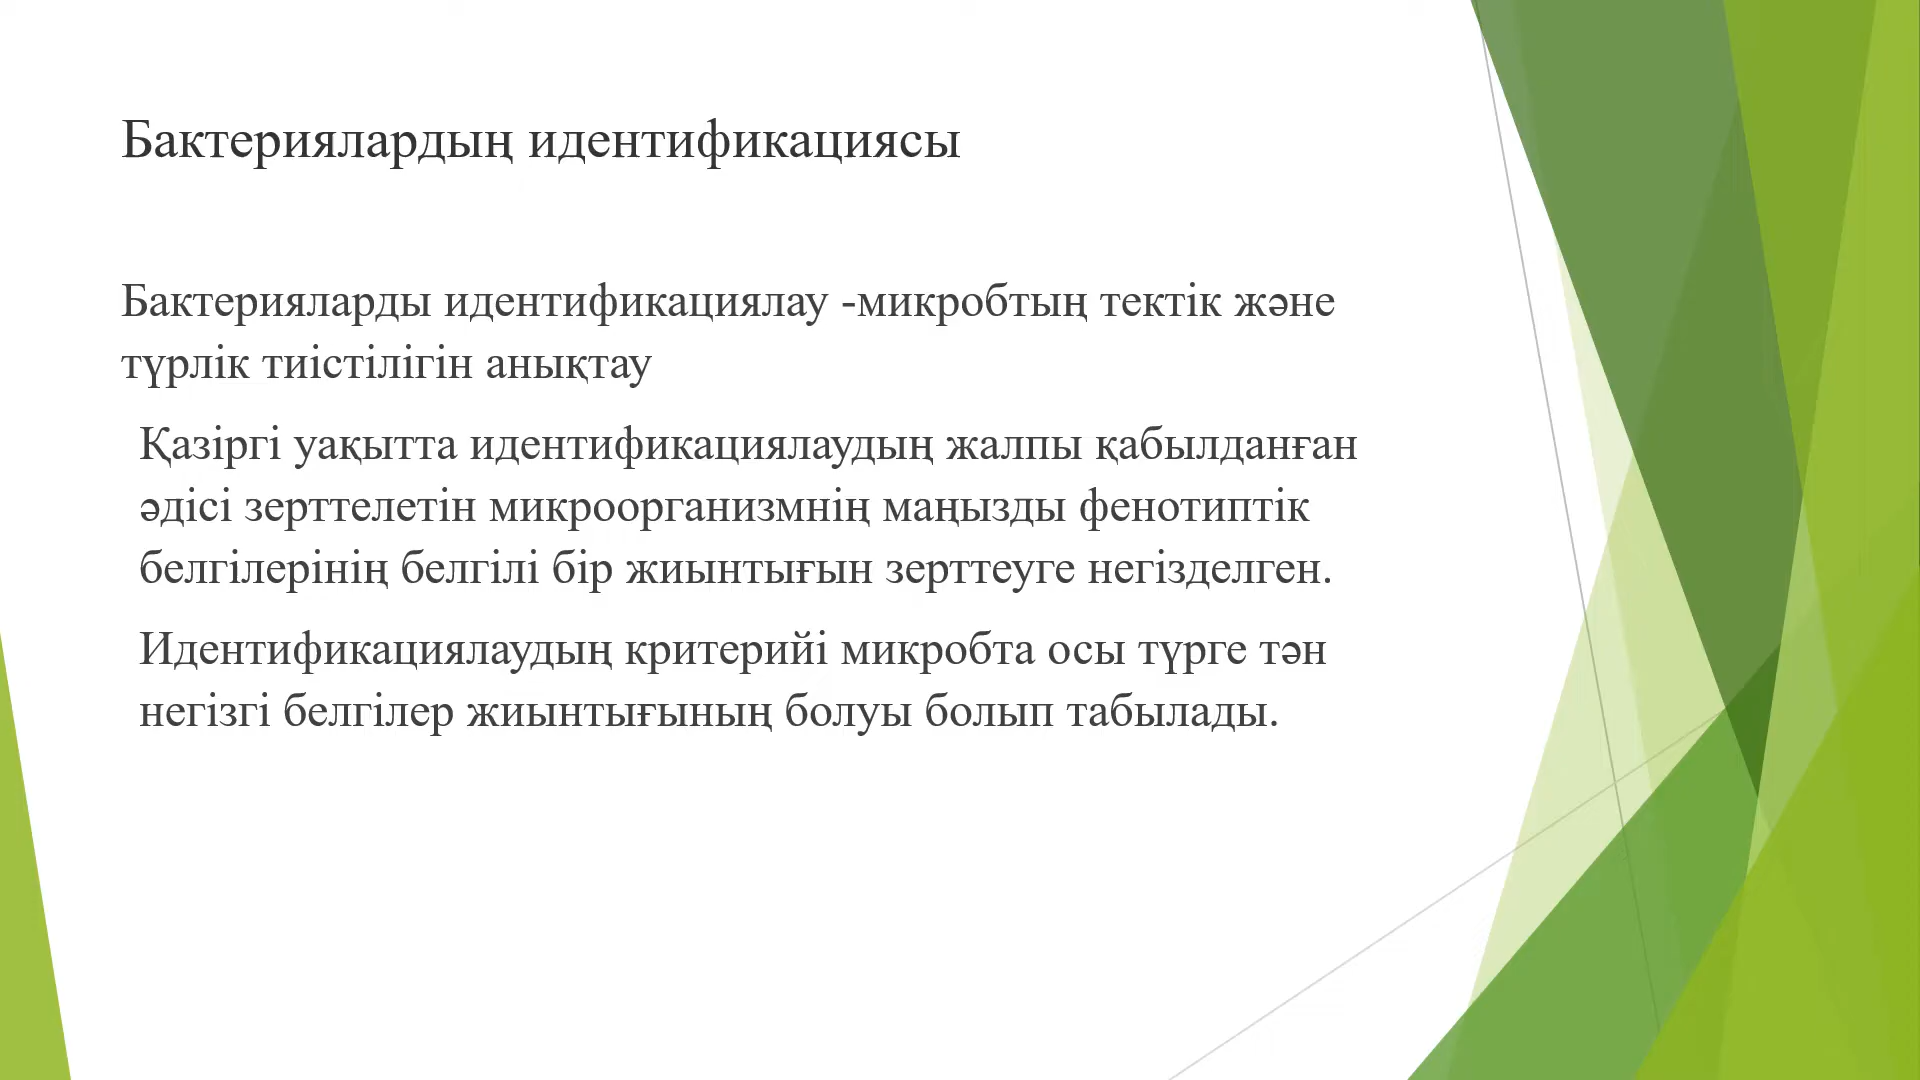 Бактериялардың идентификациясы
Бактерияларды идентификациялау -микробтың тектік және
түрлік тиістілігін анықтау
Қазіргі уақытта идентификациялаудың жалпы қабылданған
әдісі зерттелетін микроорганизмнің маңызды фенотиптік
белгілерінің белгілі бір жиынтығын зерттеуге негізделген.
Идентификациялаудың критерийі микробта осы түрге тән
негізгі белгілер жиынтығының болуы болып табылады.